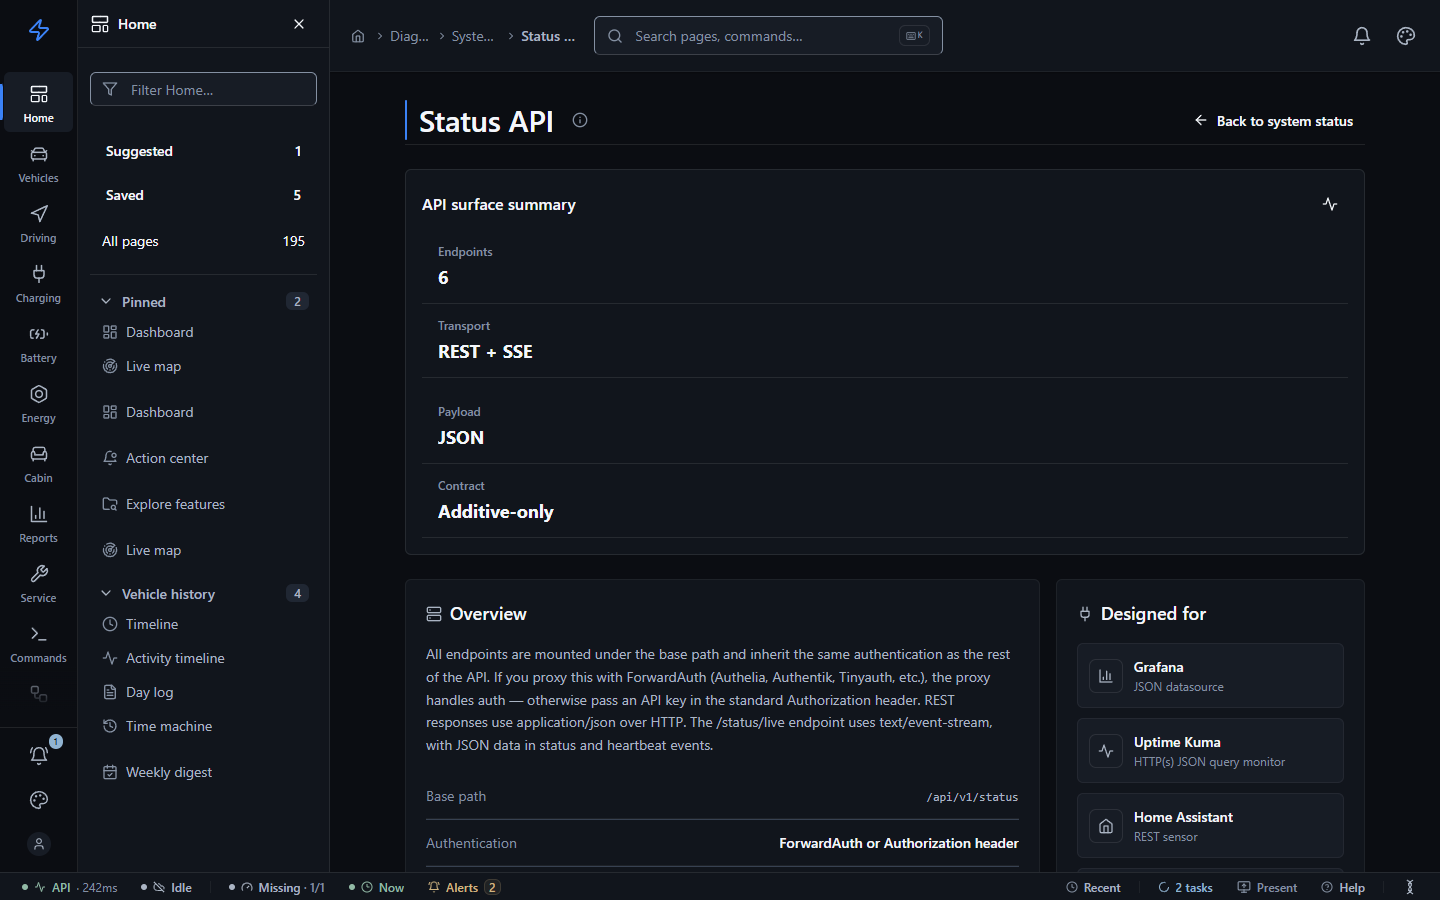 Home
Vehicles
Driving
Charging
Battery
Energy
Cabin
Reports
Service
Commands
1
Home
Filter Home...
Suggested 1
Saved 5
All pages 195
Pinned 2
Dashboard
Live map
Dashboard
Action center
Explore features
Live map
Vehicle history 4
Timeline
Activity timeline
Day log
Time machine
Weekly digest
Diag... Syste... Status ...
Search pages, commands... K
Status API
Back to system status
API surface summary
Endpoints
6
Transport
REST + SSE
Payload
JSON
Contract
Additive-only
Overview
All endpoints are mounted under the base path and inherit the same authentication as the rest
of the API. If you proxy this with ForwardAuth (Authelia, Authentik, Tinyauth, etc.), the proxy
handles auth — otherwise pass an API key in the standard Authorization header. REST
responses use application/json over HTTP. The /status/live endpoint uses text/event-stream,
with JSON data in status and heartbeat events.
Base path /api/v1/status
Authentication ForwardAuth or Authorization header
Designed for
Grafana
JSON datasource
Uptime Kuma
HTTP(s) JSON query monitor
Home Assistant
REST sensor
API · 242ms Idle Missing · 1/1 Now Alerts 2 Recent 2 tasks Present Help